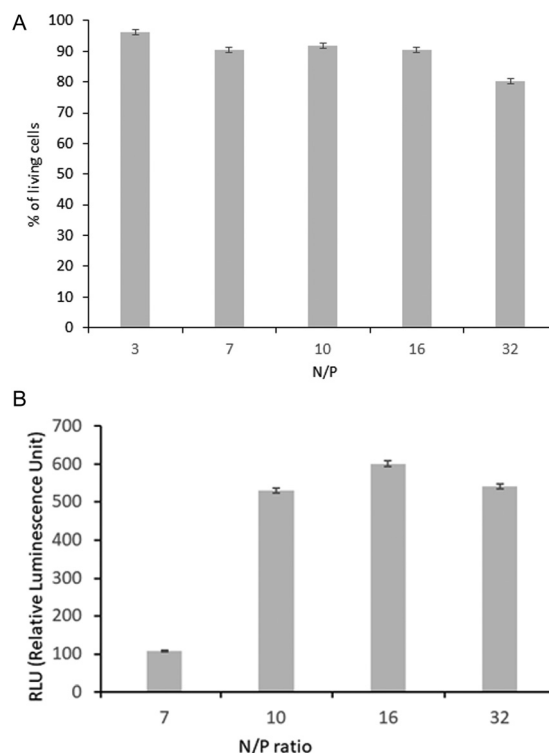 A
100
90
80
70
60
50
40
30
20
10
0
% of living cells
3 7 10 16 32
N/P
B
700
600
500
400
300
200
100
0
RLU (Relative Luminescence Unit)
7 10 16 32
N/P ratio